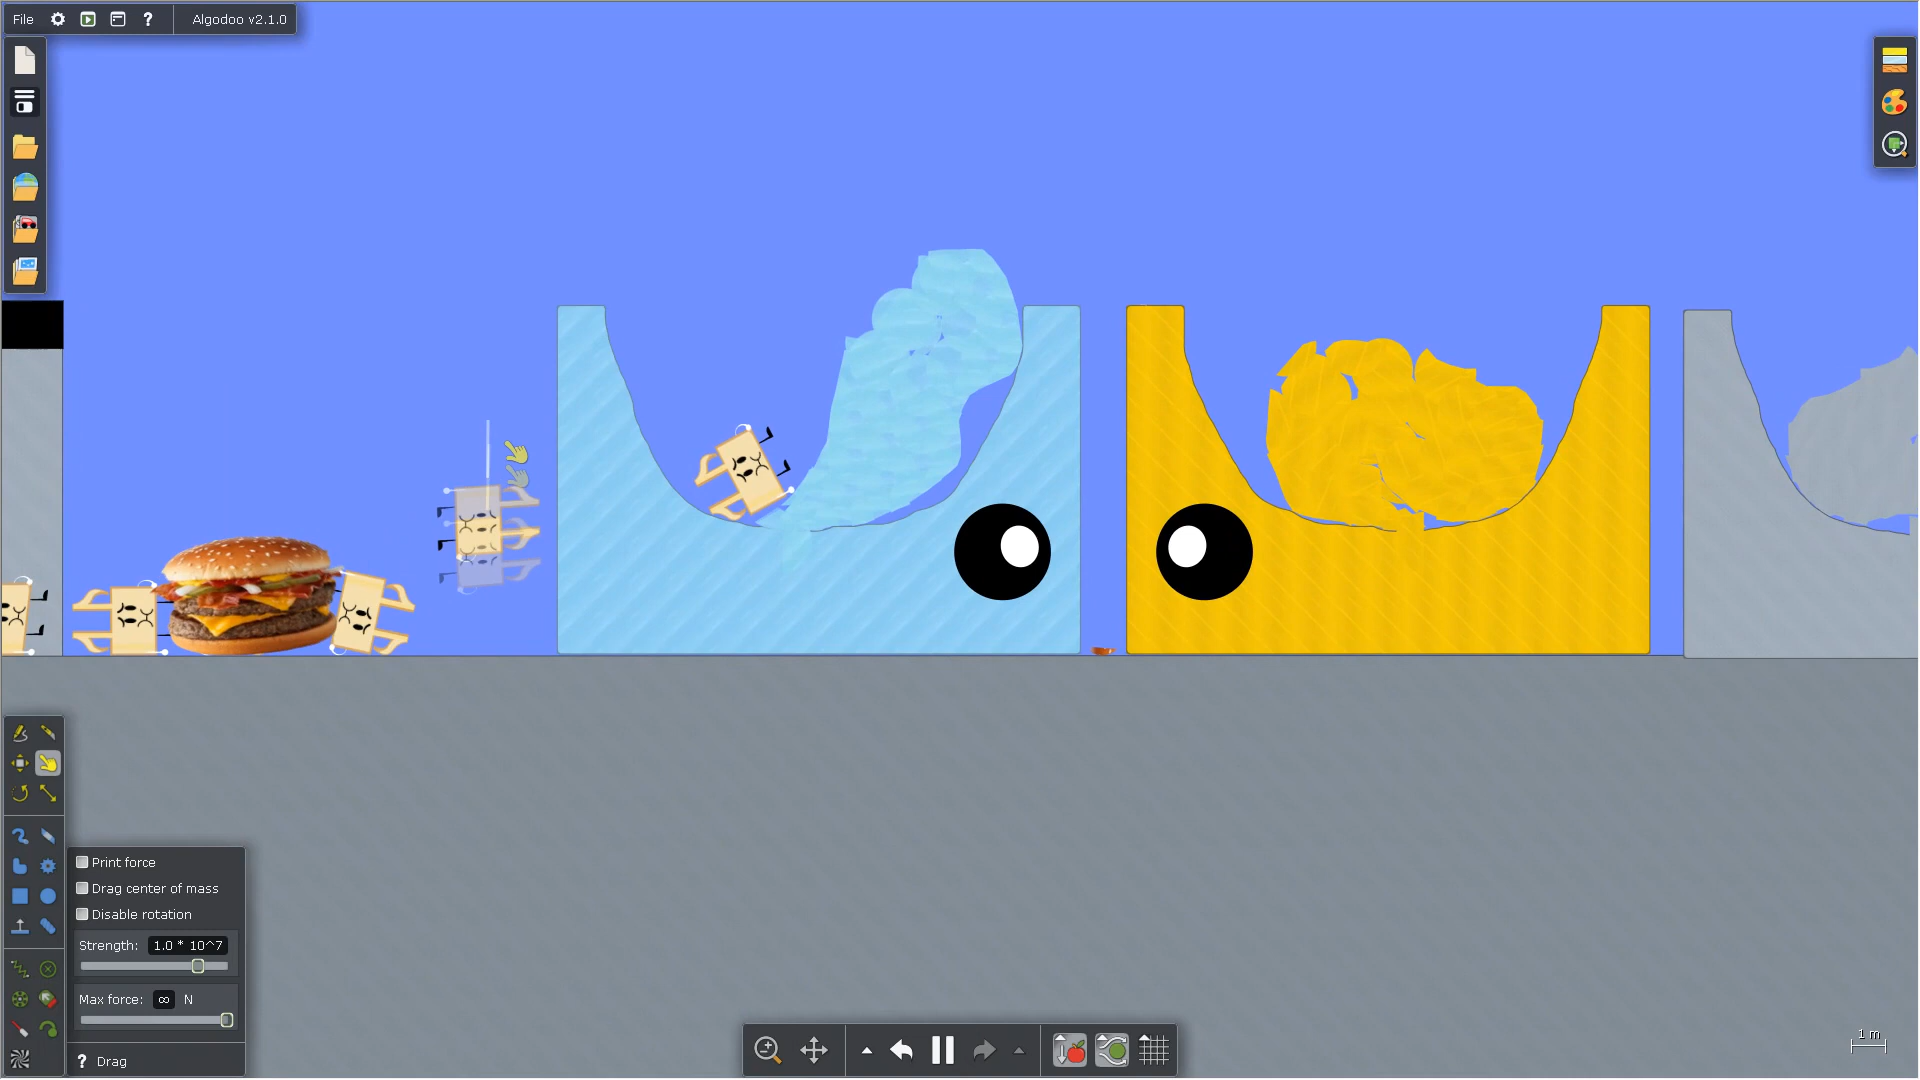 File ? Algodoo v2.1.0
Print force
Drag center of mass
Disable rotation
Strength: 1.0 * 10^7
Max force: ∞ N
? Drag
1 m